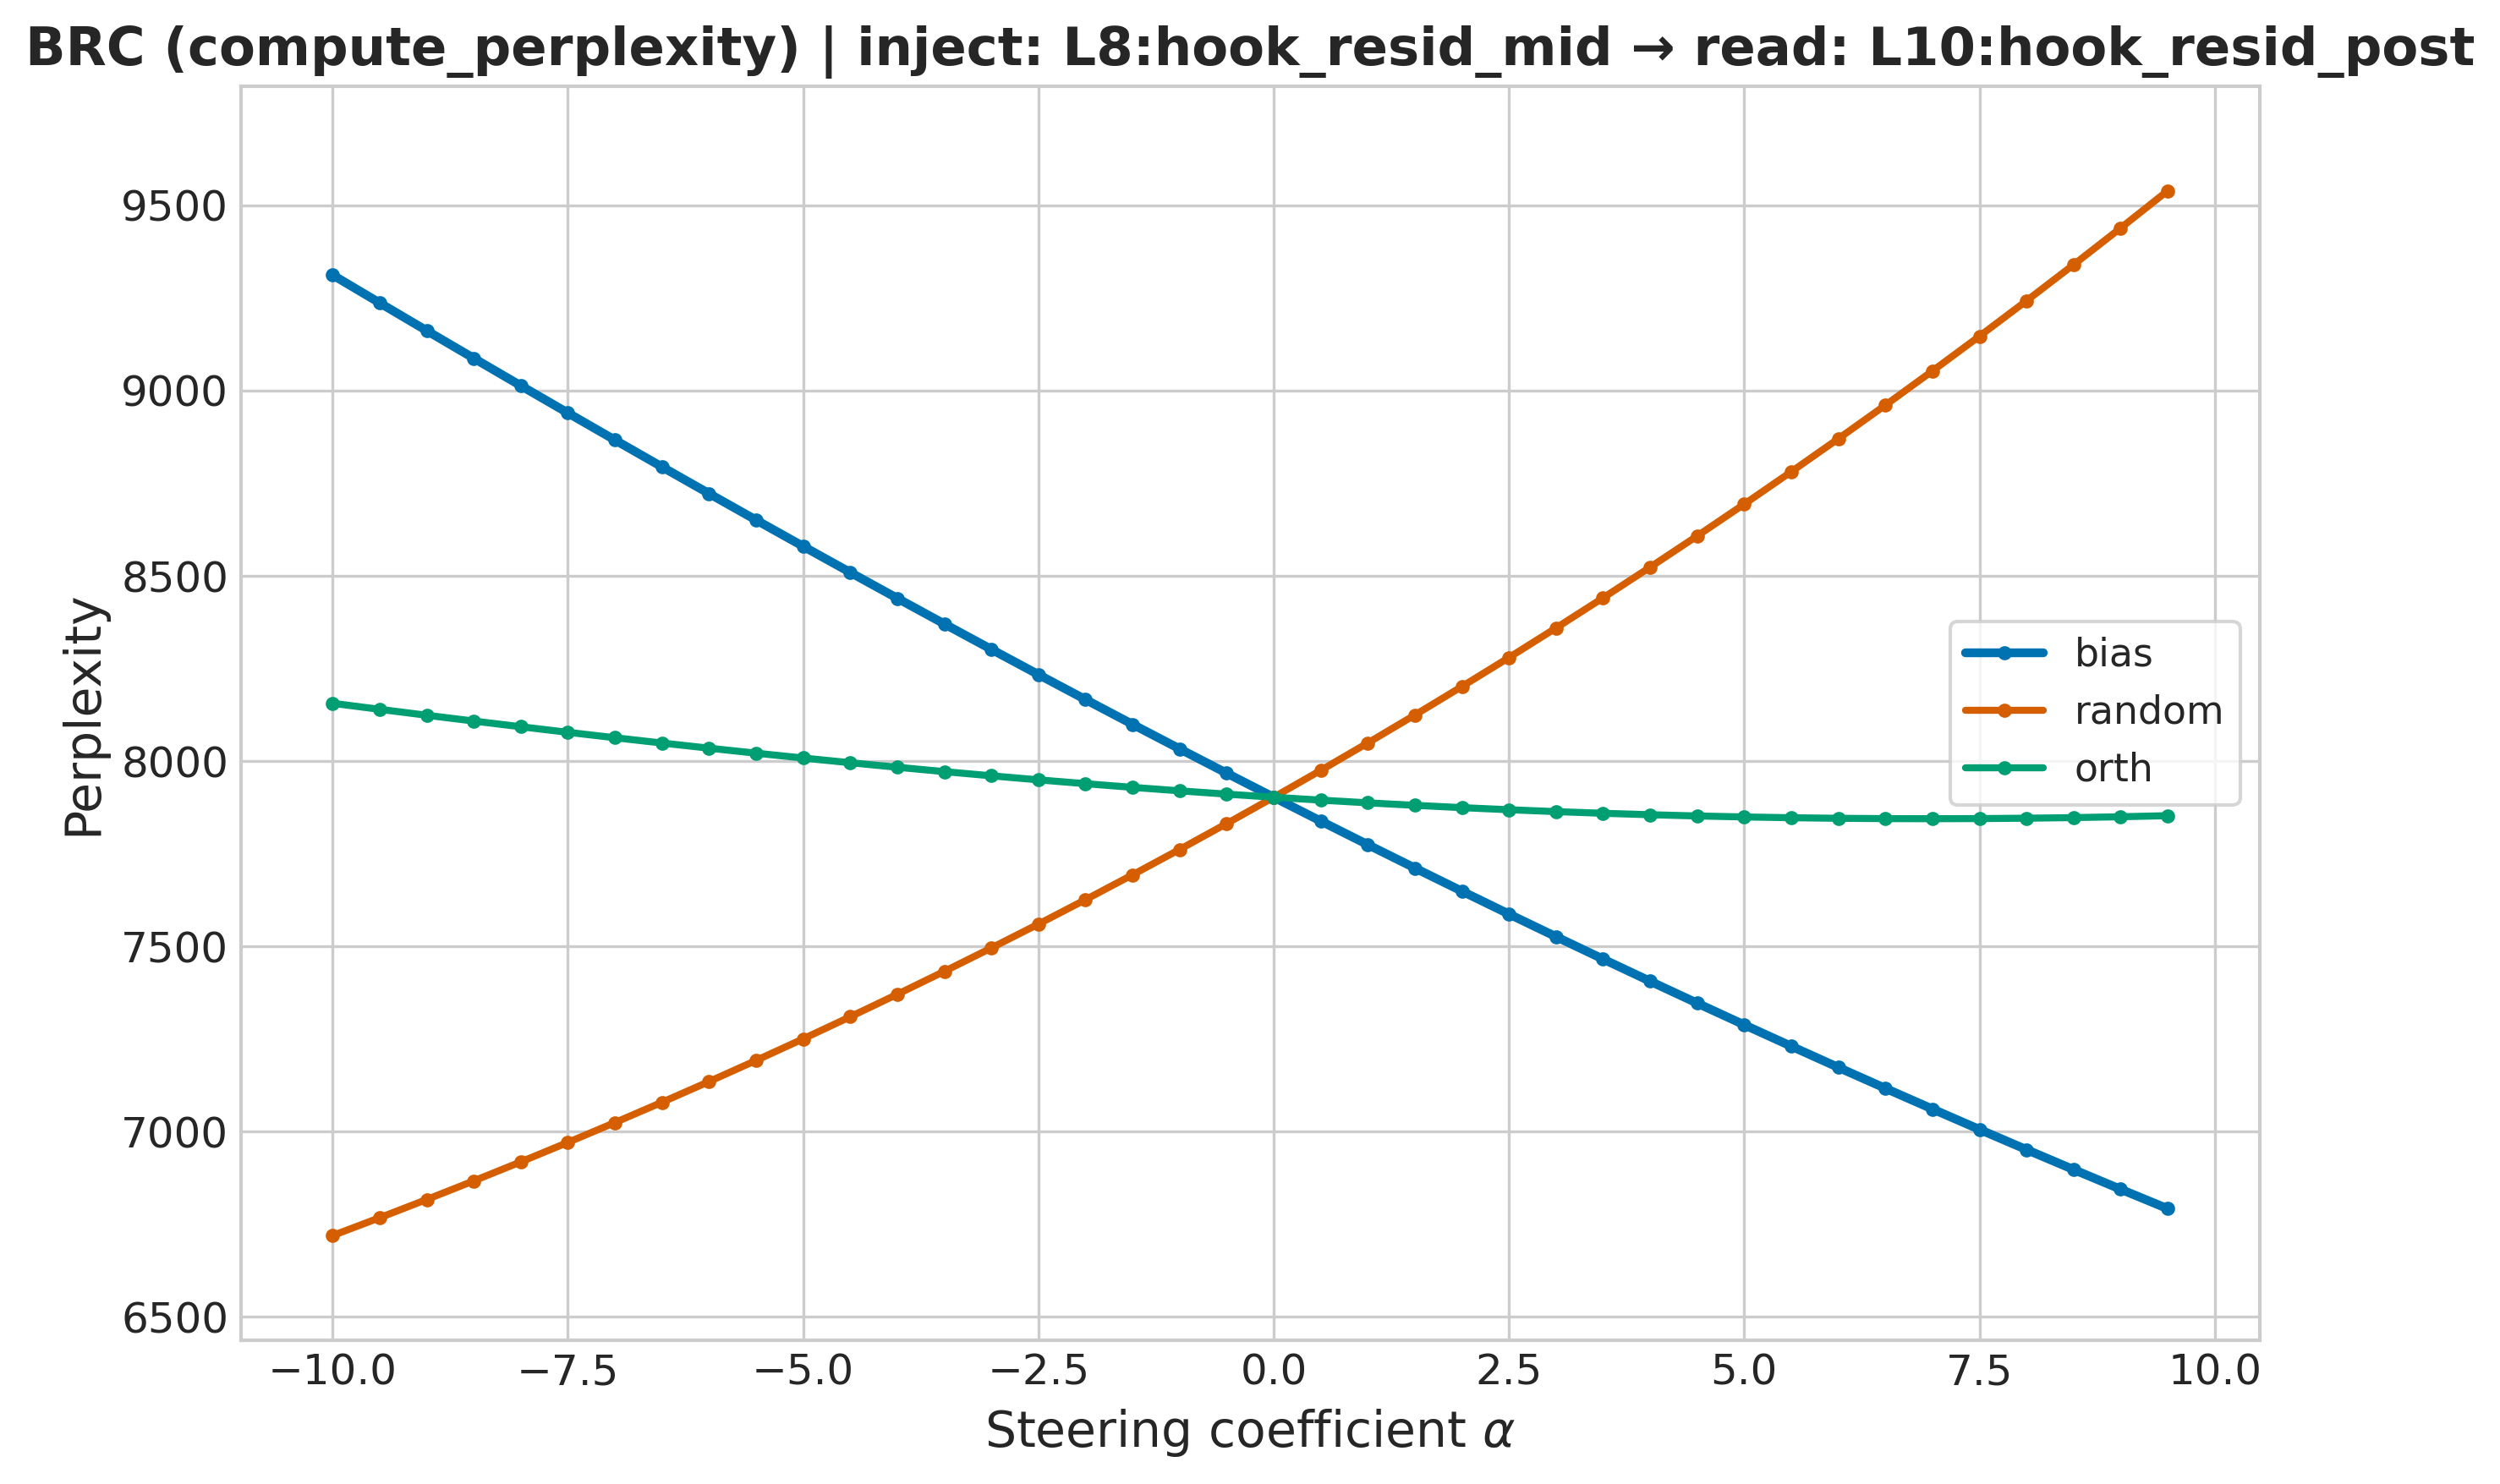 BRC (compute_perplexity) | inject: L8:hook_resid_mid → read: L10:hook_resid_post
Perplexity
9500
9000
8500
8000
7500
7000
6500
bias
random
orth
−10.0 −7.5 −5.0 −2.5 0.0 2.5 5.0 7.5 10.0
Steering coefficient α